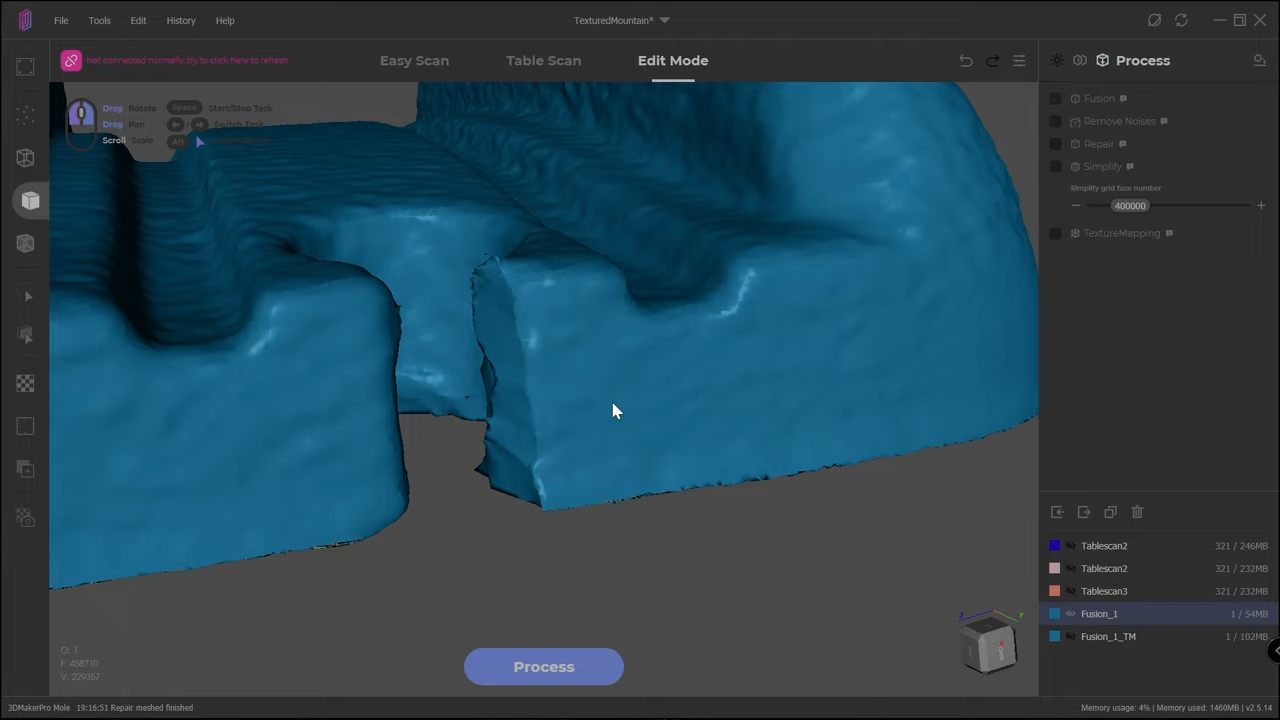 File Tools Edit History Help TexturedMountain*
Not connected normally, try to click here to refresh.
Easy Scan Table Scan Edit Mode
Process
Drag Rotate Space Start/Stop Task
Drag Pan ← / → Switch Task
Scroll Scale Alt
Fusion
Remove Noises
Repair
Simplify
Simplify grid face number
− 400000 +
TextureMapping
Tablescan2 321 / 246MB
Tablescan2 321 / 232MB
Tablescan3 321 / 232MB
Fusion_1 1 / 54MB
Fusion_1_TM 1 / 102MB
O: 1
F: 458710
V: 229357
Z Y
Process
3DMakerPro Mole 19:16:51 Repair meshed finished Memory usage: 4% | Memory used: 1460MB | v2.5.14